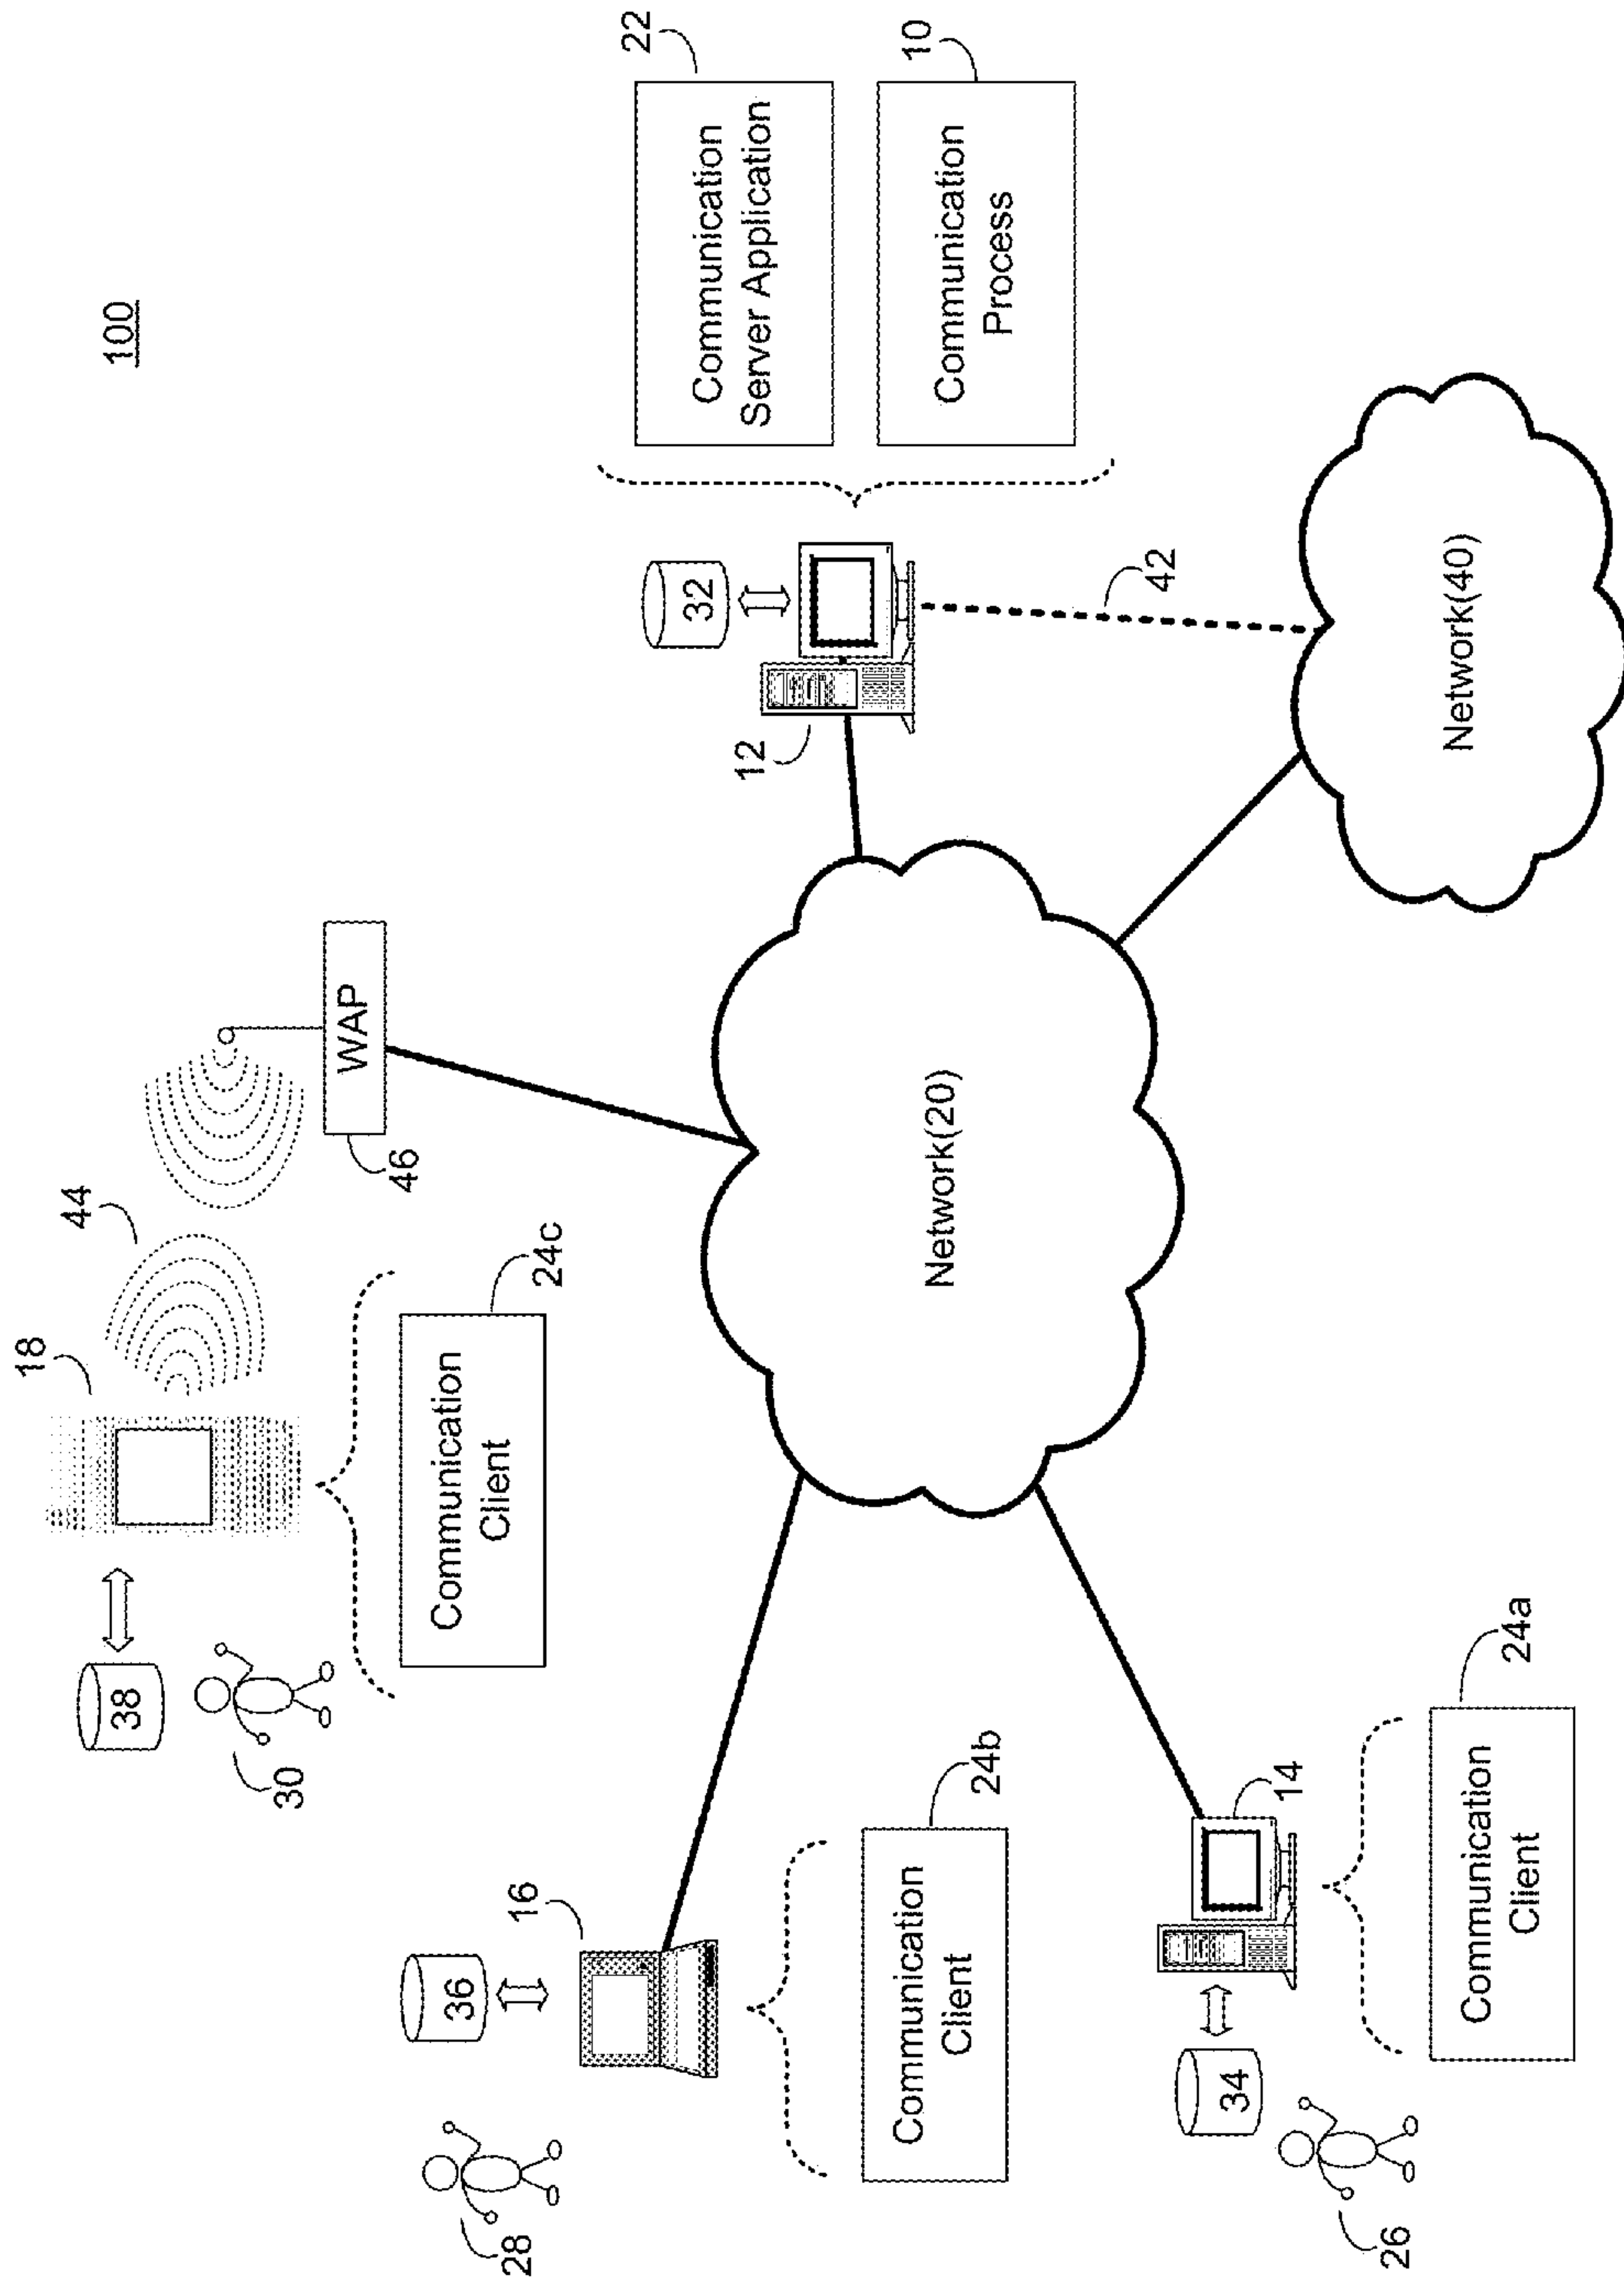 100
18
44
38
30
Communication
Client
24c
WAP
46
36
16
28
Communication
Client
24b
32
12
Communication
Server Application
22
Communication
Process
10
Network(20)
42
34
14
26
Communication
Client
24a
Network(40)